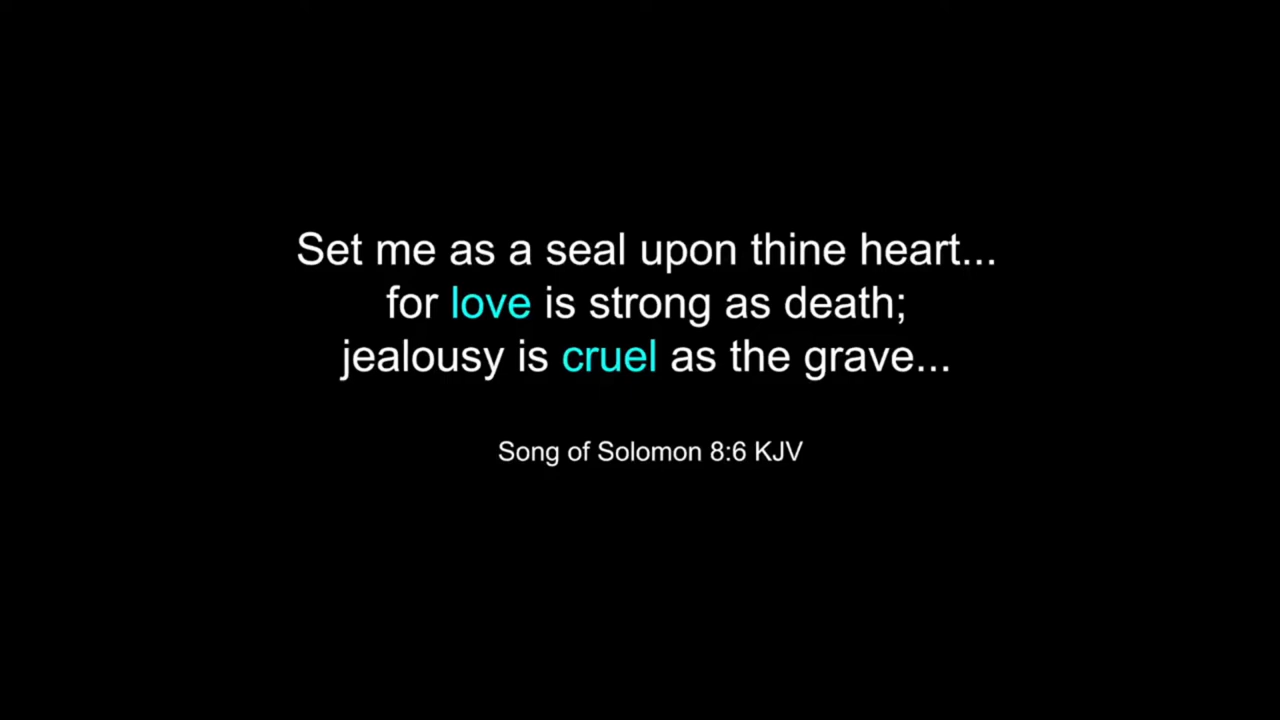 Set me as a seal upon thine heart...
for love is strong as death;
jealousy is cruel as the grave...
Song of Solomon 8:6 KJV